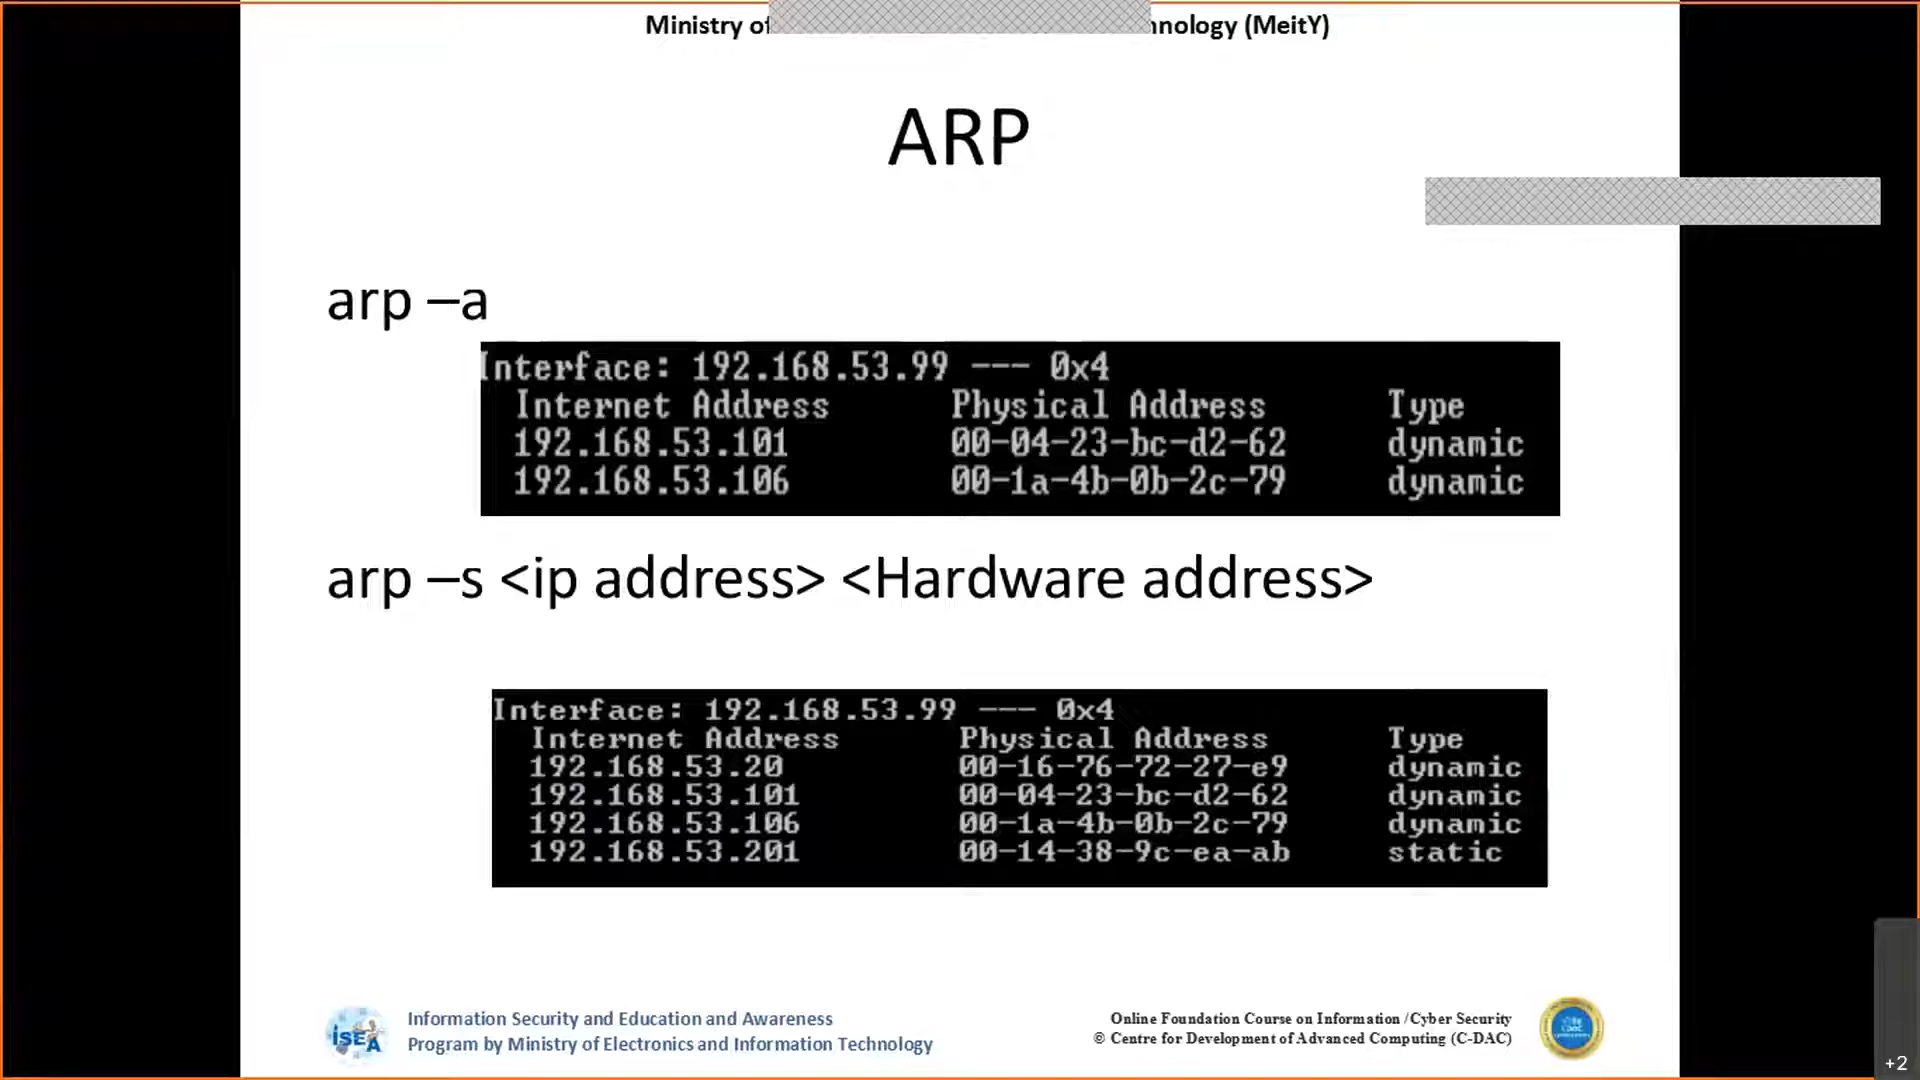 Ministry of nology (MeitY)
ARP
arp –a
Interface: 192.168.53.99 --- 0x4
Internet Address Physical Address Type
192.168.53.101 00-04-23-bc-d2-62 dynamic
192.168.53.106 00-1a-4b-0b-2c-79 dynamic
arp –s <ip address> <Hardware address>
Interface: 192.168.53.99 --- 0x4
Internet Address Physical Address Type
192.168.53.20 00-16-76-72-27-e9 dynamic
192.168.53.101 00-04-23-bc-d2-62 dynamic
192.168.53.106 00-1a-4b-0b-2c-79 dynamic
192.168.53.201 00-14-38-9c-ea-ab static
ISEA
Information Security and Education and Awareness
Program by Ministry of Electronics and Information Technology
Online Foundation Course on Information /Cyber Security
© Centre for Development of Advanced Computing (C-DAC)
+2